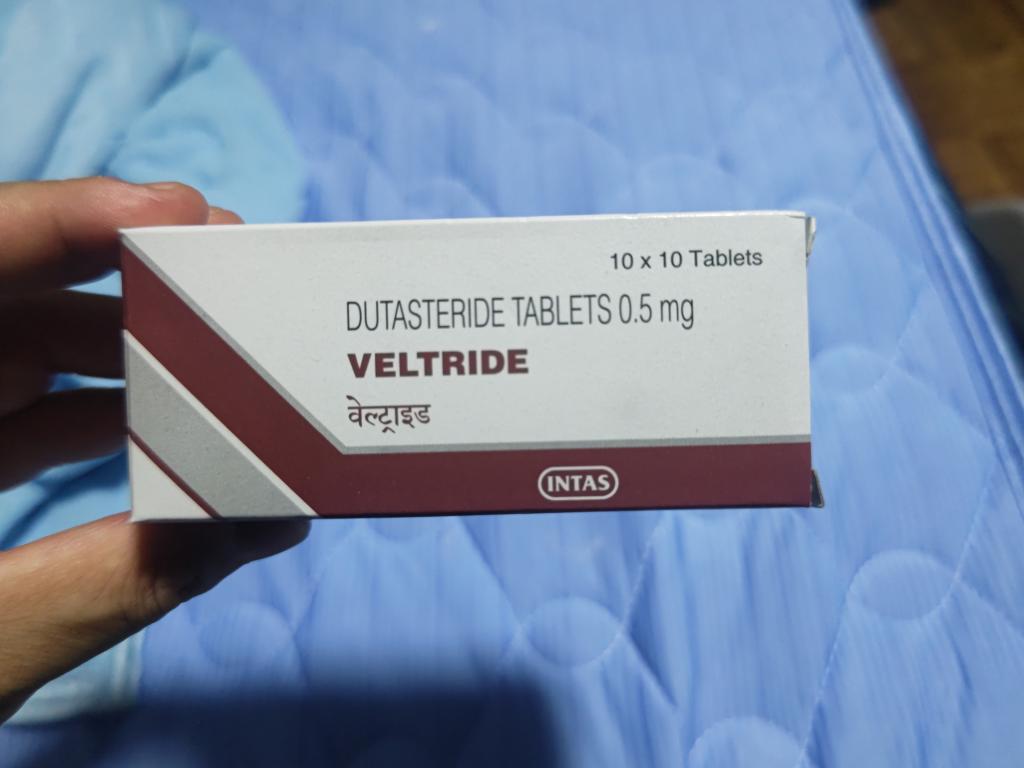 10 x 10 Tablets
DUTASTERIDE TABLETS 0.5 mg
VELTRIDE
वेल्ट्राइड
INTAS